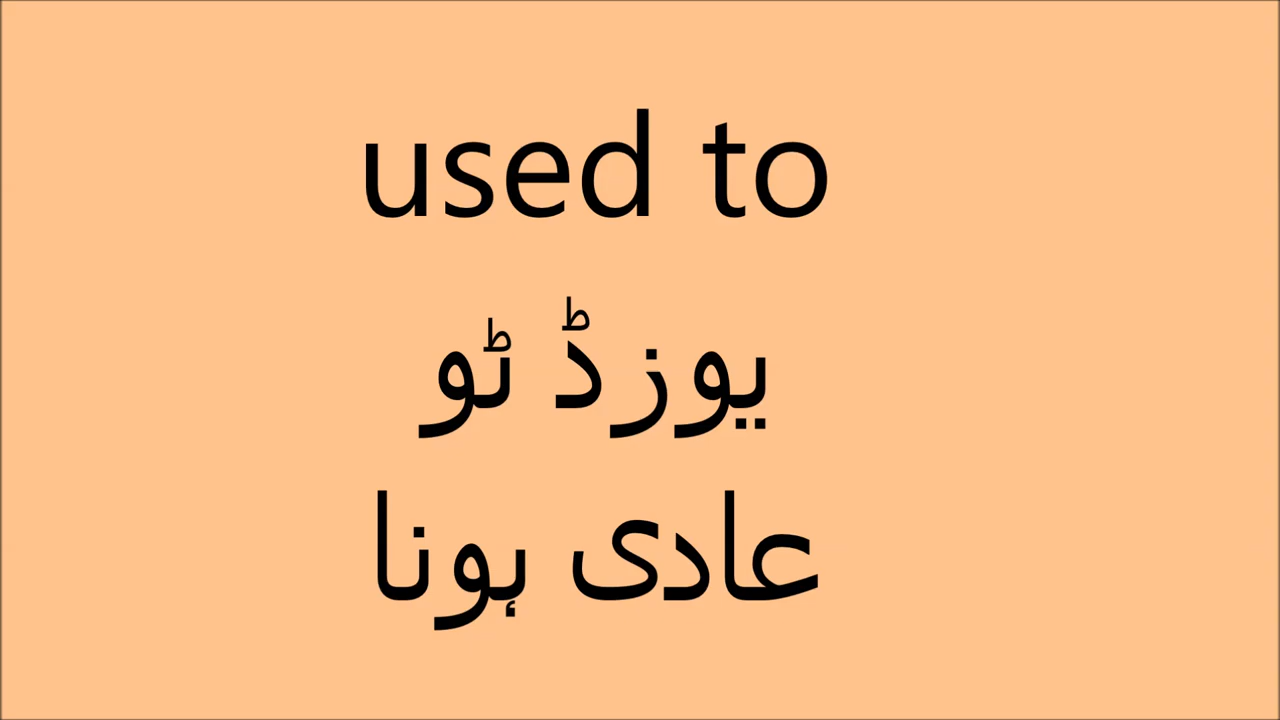 used to
یوزڈ ٹو
عادی ہونا